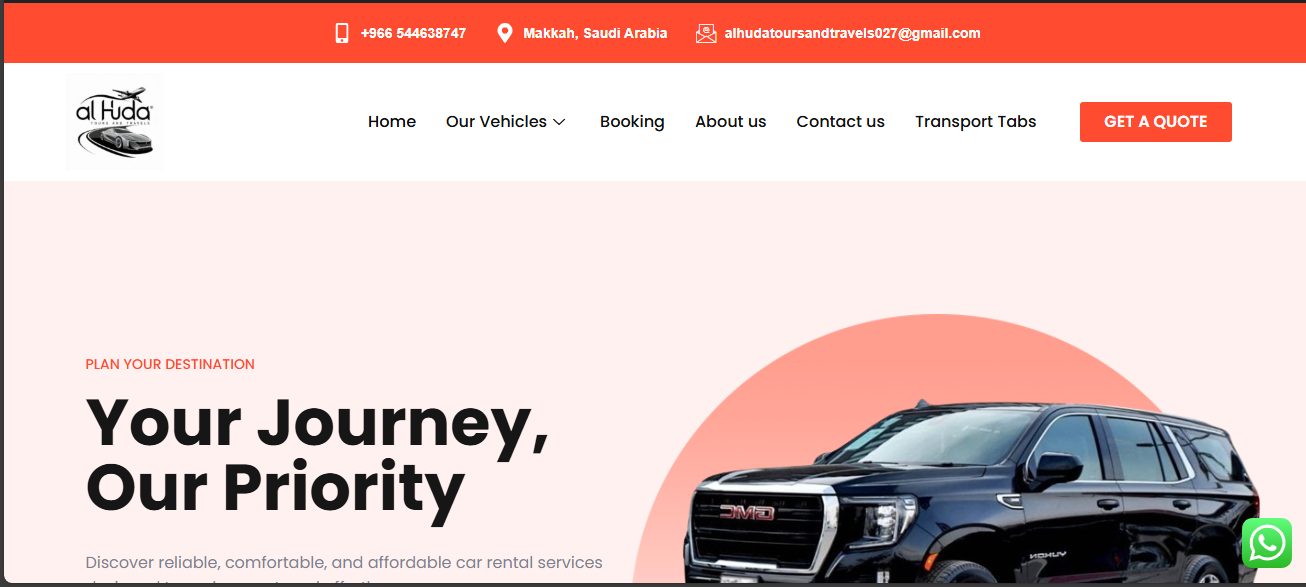 +966 544638747 Makkah, Saudi Arabia alhudatoursandtravels027@gmail.com
al Huda
TOURS AND TRAVELS
Home Our Vehicles Booking About us Contact us Transport Tabs GET A QUOTE
PLAN YOUR DESTINATION
Your Journey,
Our Priority
Discover reliable, comfortable, and affordable car rental services
GMC
YUKON